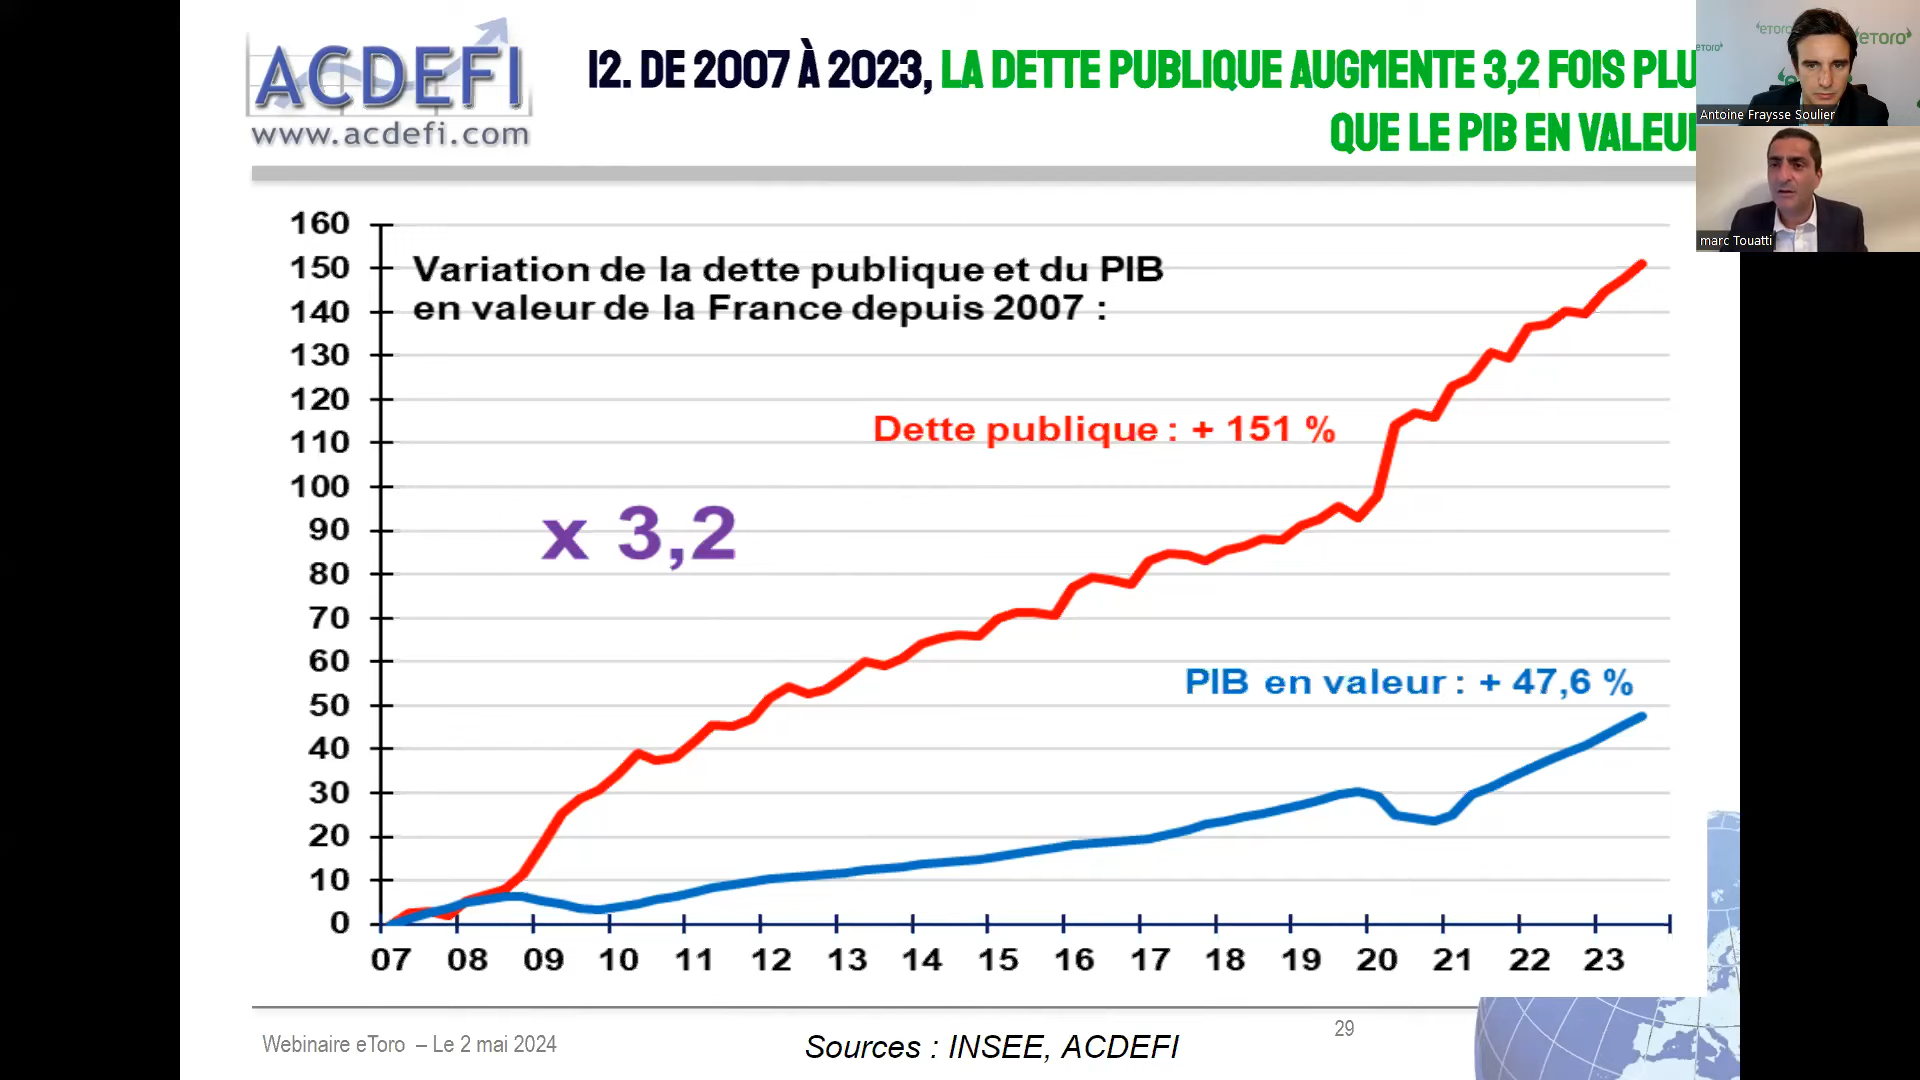 ACDEFI
www.acdefi.com
I2. DE 2007 À 2023, LA DETTE PUBLIQUE AUGMENTE 3,2 FOIS PLU
QUE LE PIB EN VALEUR
eToro
eToro
eToro
Antoine Fraysse Soulier
marc Touatti
160
150
140
130
120
110
100
90
80
70
60
50
40
30
20
10
0
Variation de la dette publique et du PIB
en valeur de la France depuis 2007 :
Dette publique : + 151 %
x 3,2
PIB en valeur : + 47,6 %
07 08 09 10 11 12 13 14 15 16 17 18 19 20 21 22 23
Webinaire eToro – Le 2 mai 2024
Sources : INSEE, ACDEFI
29